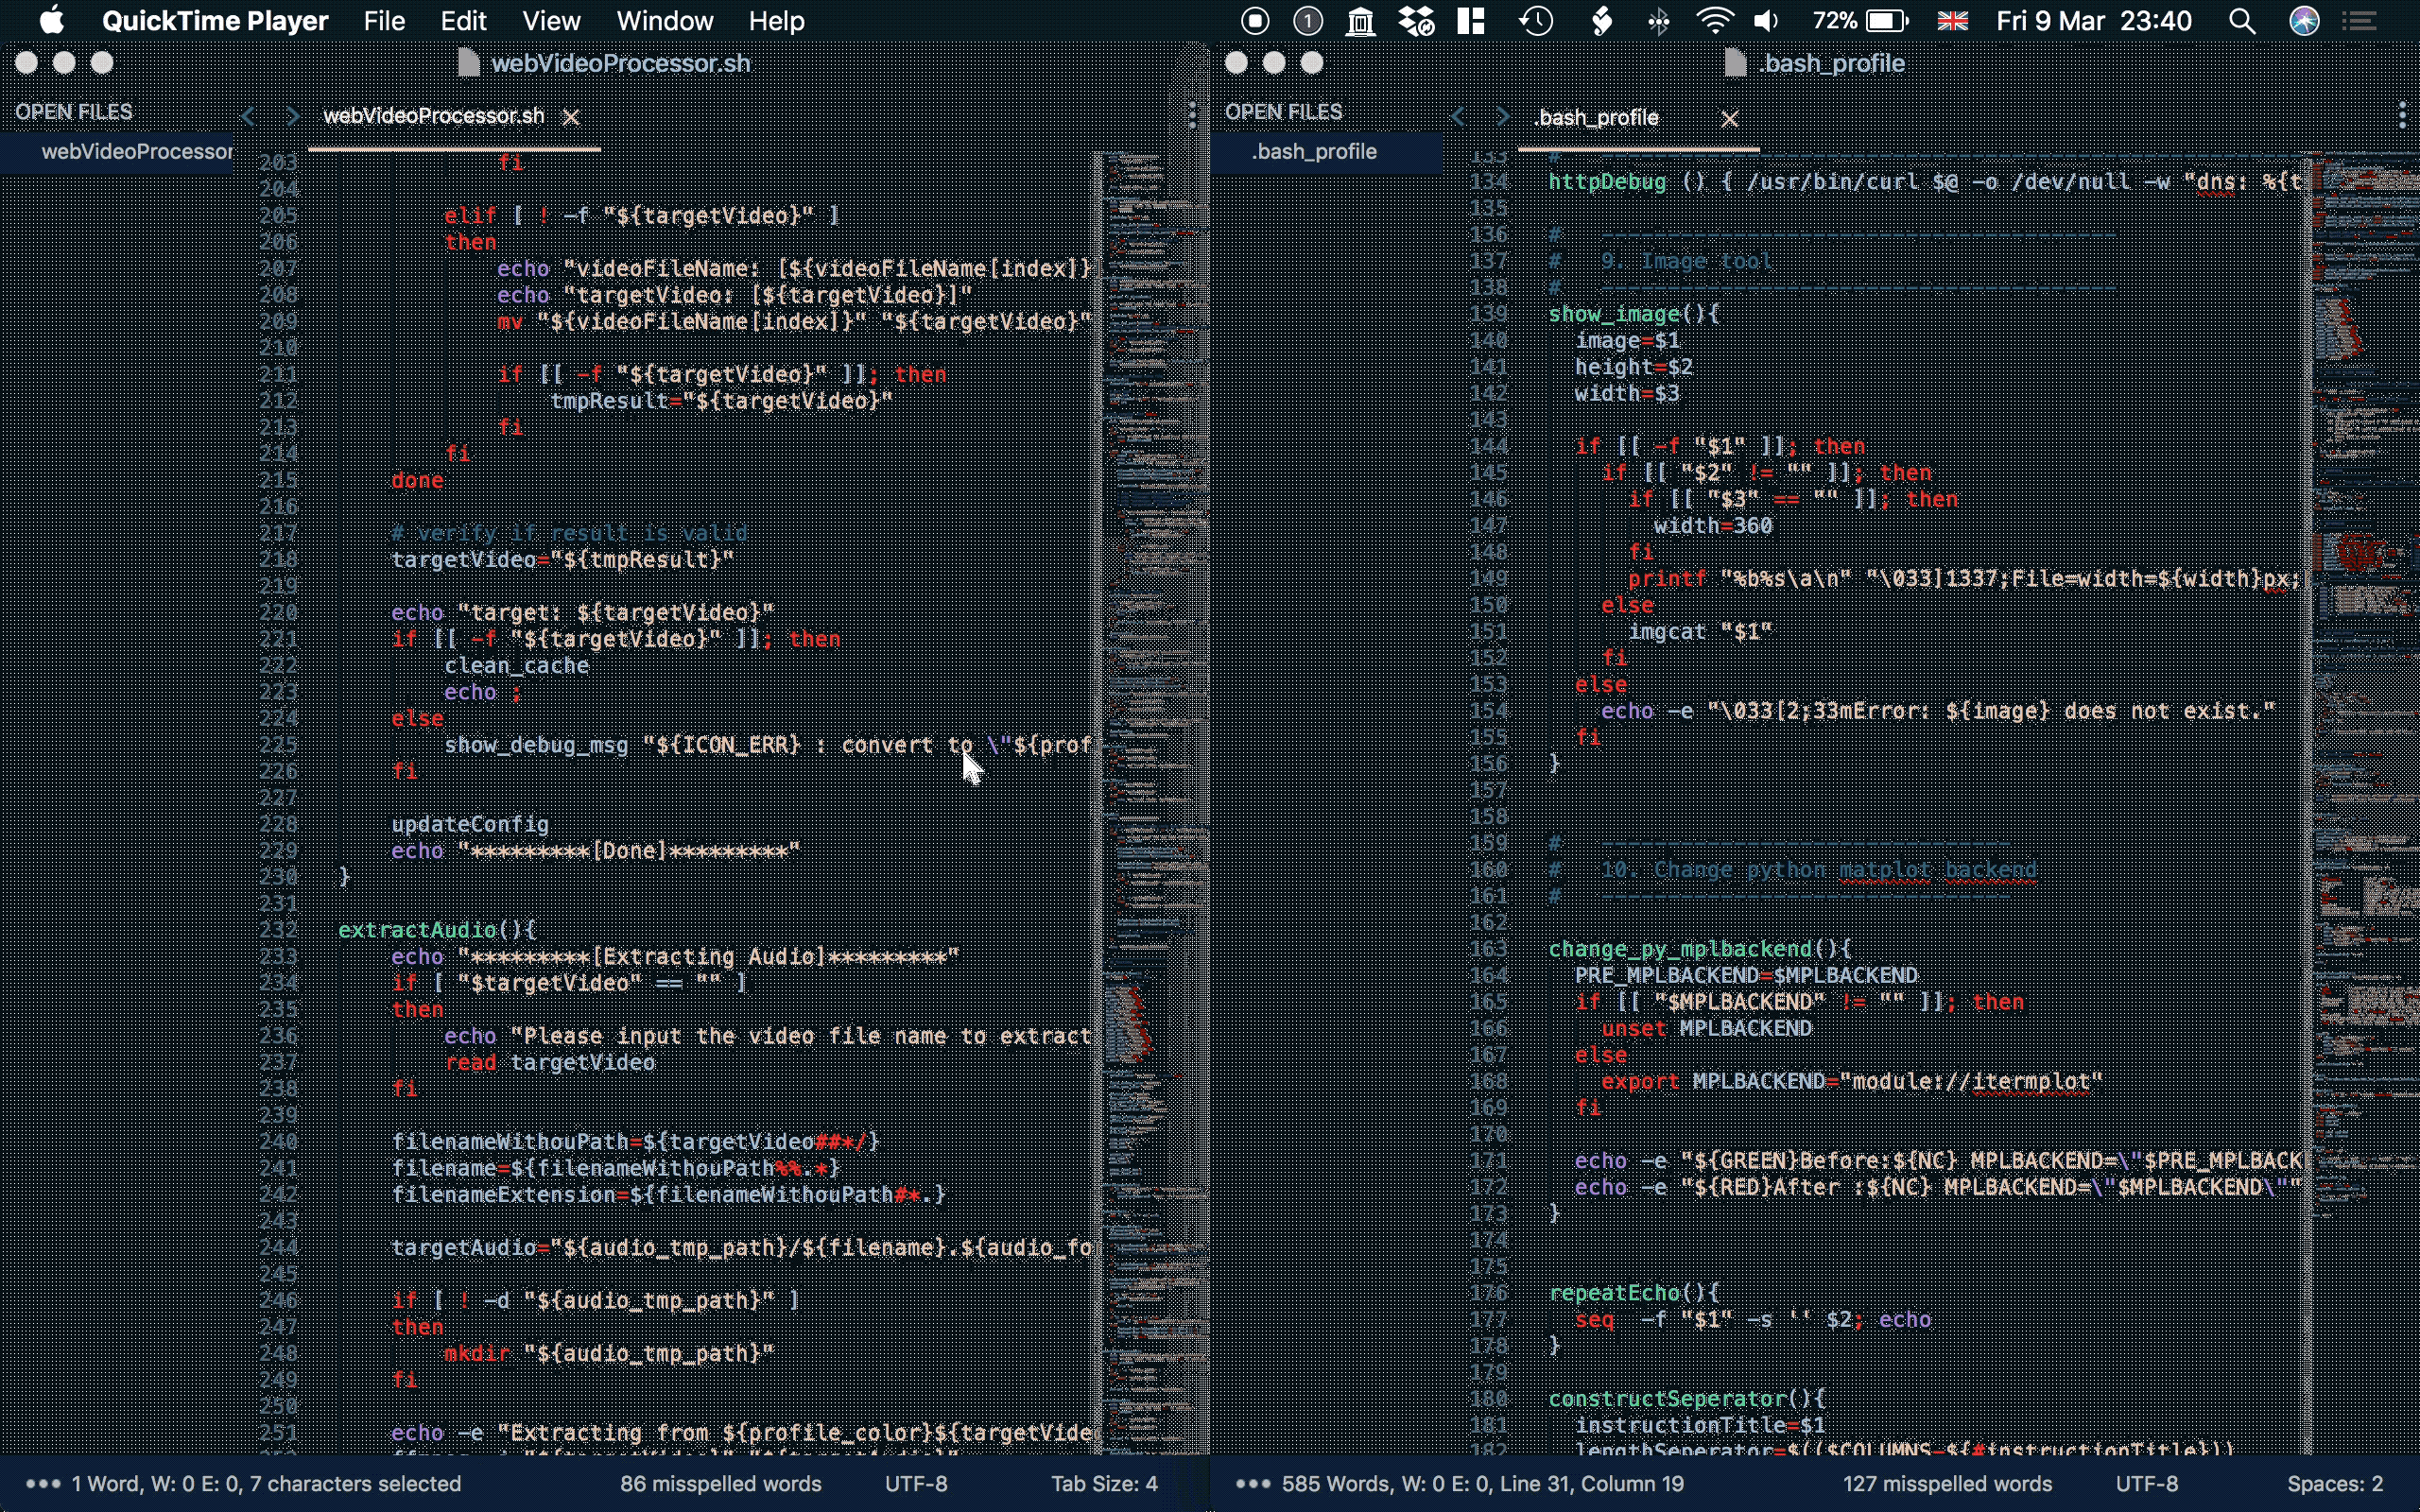 QuickTime Player File Edit View Window Help 1 72% Fri 9 Mar 23:40
webVideoProcessor.sh
OPEN FILES
webVideoProcessor.sh
webVideoProcessor
203 fi
204
205 elif [ ! -f "${targetVideo}" ]
206 then
207 echo "videoFileName: [${videoFileName[index]}
208 echo "targetVideo: [${targetVideo}]"
209 mv "${videoFileName[index]}" "${targetVideo}"
210
211 if [[ -f "${targetVideo}" ]]; then
212 tmpResult="${targetVideo}"
213 fi
214 fi
215 done
216
217 # verify if result is valid
218 targetVideo="${tmpResult}"
219
220 echo "target: ${targetVideo}"
221 if [[ -f "${targetVideo}" ]]; then
222 clean_cache
223 echo ;
224 else
225 show_debug_msg "${ICON_ERR} : convert to \"${prof
226 fi
227
228 updateConfig
229 echo "*********[Done]*********"
230 }
231
232 extractAudio(){
233 echo "*********[Extracting Audio]*********"
234 if [ "$targetVideo" == "" ]
235 then
236 echo "Please input the video file name to extract
237 read targetVideo
238 fi
239
240 filenameWithouPath=${targetVideo##*/}
241 filename=${filenameWithouPath%%.*}
242 filenameExtension=${filenameWithouPath#*.}
243
244 targetAudio="${audio_tmp_path}/${filename}.${audio_fo
245
246 if [ ! -d "${audio_tmp_path}" ]
247 then
248 mkdir "${audio_tmp_path}"
249 fi
250
251 echo -e "Extracting from ${profile_color}${targetVide
1 Word, W: 0 E: 0, 7 characters selected 86 misspelled words UTF-8 Tab Size: 4
.bash_profile
OPEN FILES
.bash_profile
.bash_profile
133 # ----------------------------------------
134 httpDebug () { /usr/bin/curl $@ -o /dev/null -w "dns: %{t
135
136 # ---------------------------------------
137 # 9. Image tool
138 # ---------------------------------------
139 show_image(){
140 image=$1
141 height=$2
142 width=$3
143
144 if [[ -f "$1" ]]; then
145 if [[ "$2" != "" ]]; then
146 if [[ "$3" == "" ]]; then
147 width=360
148 fi
149 printf "%b%s\a\n" "\033]1337;File=width=${width}px;
150 else
151 imgcat "$1"
152 fi
153 else
154 echo -e "\033[2;33mError: ${image} does not exist."
155 fi
156 }
157
158
159 # -------------------------------
160 # 10. Change python matplot backend
161 # -------------------------------
162
163 change_py_mplbackend(){
164 PRE_MPLBACKEND=$MPLBACKEND
165 if [[ "$MPLBACKEND" != "" ]]; then
166 unset MPLBACKEND
167 else
168 export MPLBACKEND="module://itermplot"
169 fi
170
171 echo -e "${GREEN}Before:${NC} MPLBACKEND=\"$PRE_MPLBACK
172 echo -e "${RED}After :${NC} MPLBACKEND=\"$MPLBACKEND\""
173 }
174
175
176 repeatEcho(){
177 seq -f "$1" -s '' $2; echo
178 }
179
180 constructSeperator(){
181 instructionTitle=$1
182 lengthSeperator=$(($COLUMNS-${#instructionTitle}))
585 Words, W: 0 E: 0, Line 31, Column 19 127 misspelled words UTF-8 Spaces: 2